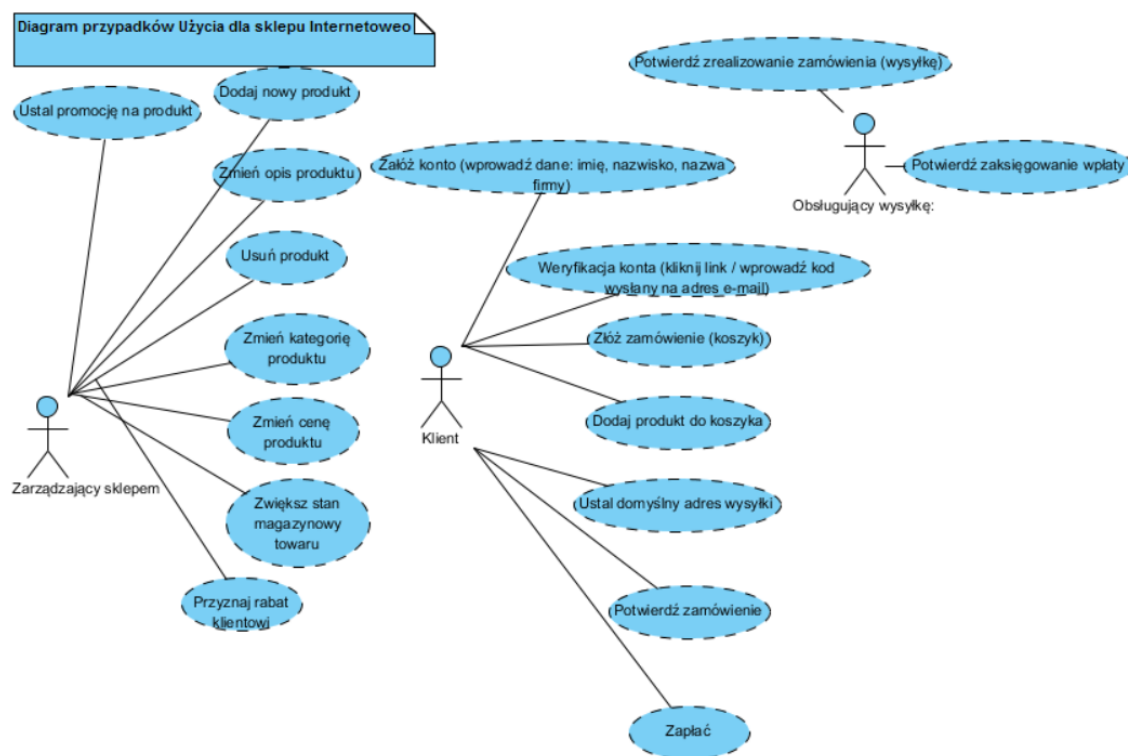 Diagram przypadków Użycia dla sklepu Internetoweo
Ustal promocję na produkt
Dodaj nowy produkt
Zmień opis produktu
Usuń produkt
Zmień kategorię
produktu
Zmień cenę
produktu
Zwiększ stan
magazynowy
towaru
Przyznaj rabat
klientowi
Zarządzający sklepem
Załóż konto (wprowadź dane: imię, nazwisko, nazwa
firmy)
Weryfikacja konta (kliknij link / wprowadź kod
wysłany na adres e-mail)
Złóż zamówienie (koszyk)
Dodaj produkt do koszyka
Klient
Ustal domyślny adres wysyłki
Potwierdź zamówienie
Zapłać
Potwierdź zrealizowanie zamówienia (wysyłkę)
Potwierdź zaksięgowanie wpłaty
Obsługujący wysyłkę: